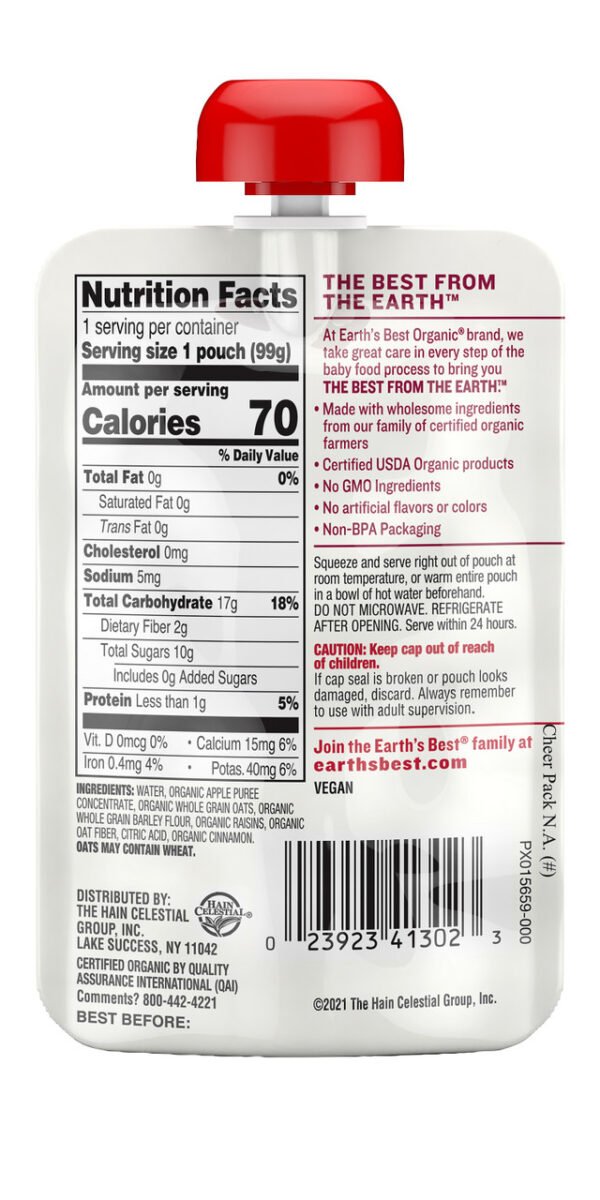 Nutrition Facts
1 serving per container
Serving size 1 pouch (99g)
Amount per serving
Calories 70
% Daily Value
Total Fat 0g 0%
Saturated Fat 0g
Trans Fat 0g
Cholesterol 0mg
Sodium 5mg
Total Carbohydrate 17g 18%
Dietary Fiber 2g
Total Sugars 10g
Includes 0g Added Sugars
Protein Less than 1g 5%
Vit. D 0mcg 0% • Calcium 15mg 6%
Iron 0.4mg 4% • Potas. 40mg 6%
INGREDIENTS: WATER, ORGANIC APPLE PUREE
CONCENTRATE, ORGANIC WHOLE GRAIN OATS, ORGANIC
WHOLE GRAIN BARLEY FLOUR, ORGANIC RAISINS, ORGANIC
OAT FIBER, CITRIC ACID, ORGANIC CINNAMON.
OATS MAY CONTAIN WHEAT.
DISTRIBUTED BY:
THE HAIN CELESTIAL
GROUP, INC.
LAKE SUCCESS, NY 11042
HAIN
CELESTIAL®
CERTIFIED ORGANIC BY QUALITY
ASSURANCE INTERNATIONAL (QAI)
Comments? 800-442-4221
BEST BEFORE:
THE BEST FROM
THE EARTH™
At Earth's Best Organic® brand, we
take great care in every step of the
baby food process to bring you
THE BEST FROM THE EARTH.™
• Made with wholesome ingredients
from our family of certified organic
farmers
• Certified USDA Organic products
• No GMO Ingredients
• No artificial flavors or colors
• Non-BPA Packaging
Squeeze and serve right out of pouch at
room temperature, or warm entire pouch
in a bowl of hot water beforehand.
DO NOT MICROWAVE. REFRIGERATE
AFTER OPENING. Serve within 24 hours.
CAUTION: Keep cap out of reach
of children.
If cap seal is broken or pouch looks
damaged, discard. Always remember
to use with adult supervision.
Join the Earth's Best® family at
earthsbest.com
VEGAN
Cheer Pack N.A. (#)
PX015659-000
0 23923 41302 3
©2021 The Hain Celestial Group, Inc.